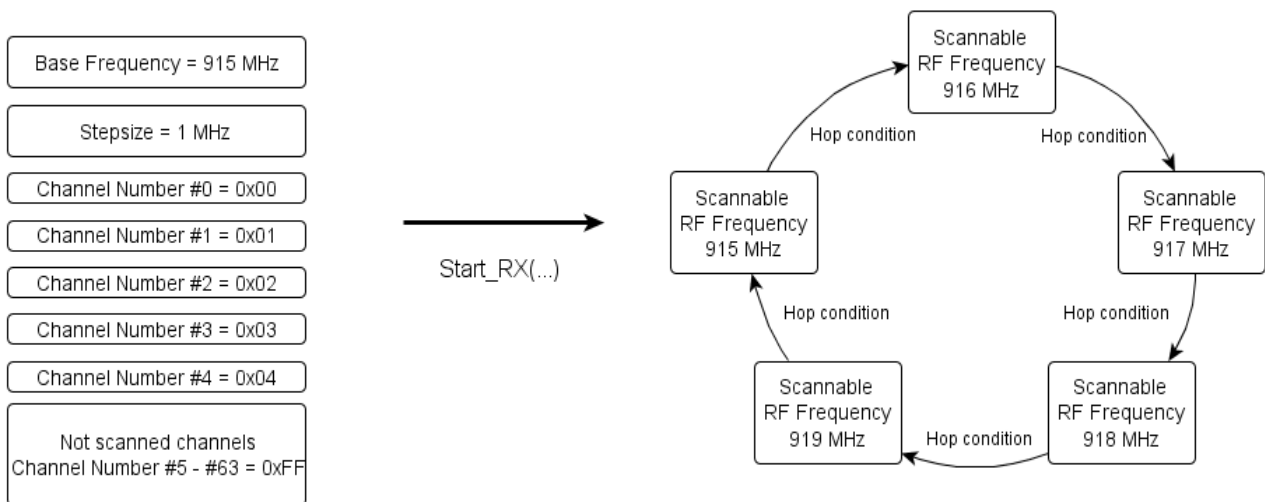 Base Frequency = 915 MHz
Stepsize = 1 MHz
Channel Number #0 = 0x00
Channel Number #1 = 0x01
Channel Number #2 = 0x02
Channel Number #3 = 0x03
Channel Number #4 = 0x04
Not scanned channels
Channel Number #5 - #63 = 0xFF
Start_RX(...)
Scannable
RF Frequency
916 MHz
Hop condition
Hop condition
Scannable
RF Frequency
915 MHz
Scannable
RF Frequency
917 MHz
Hop condition
Hop condition
Scannable
RF Frequency
919 MHz
Hop condition
Scannable
RF Frequency
918 MHz